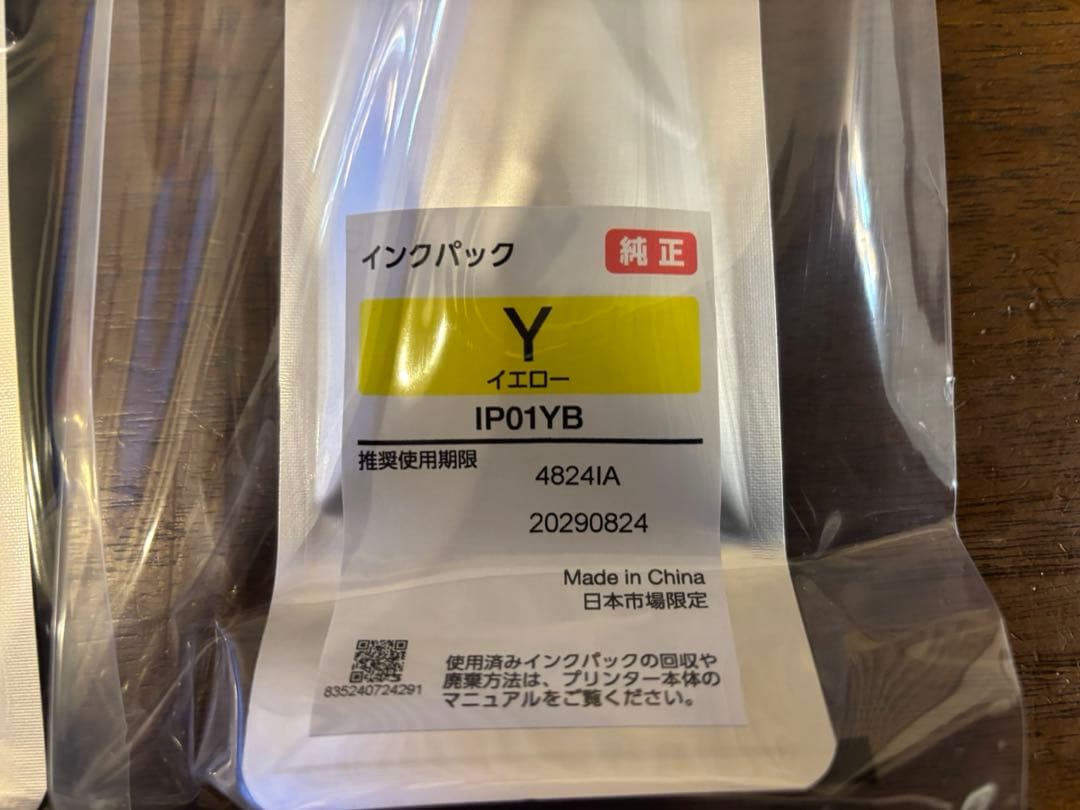 インクパック
純正
Y
イエロー
IP01YB
推奨使用期限
4824IA
20290824
Made in China
日本市場限定
835240724291
使用済みインクパックの回収や
廃棄方法は、プリンター本体の
マニュアルをご覧ください。